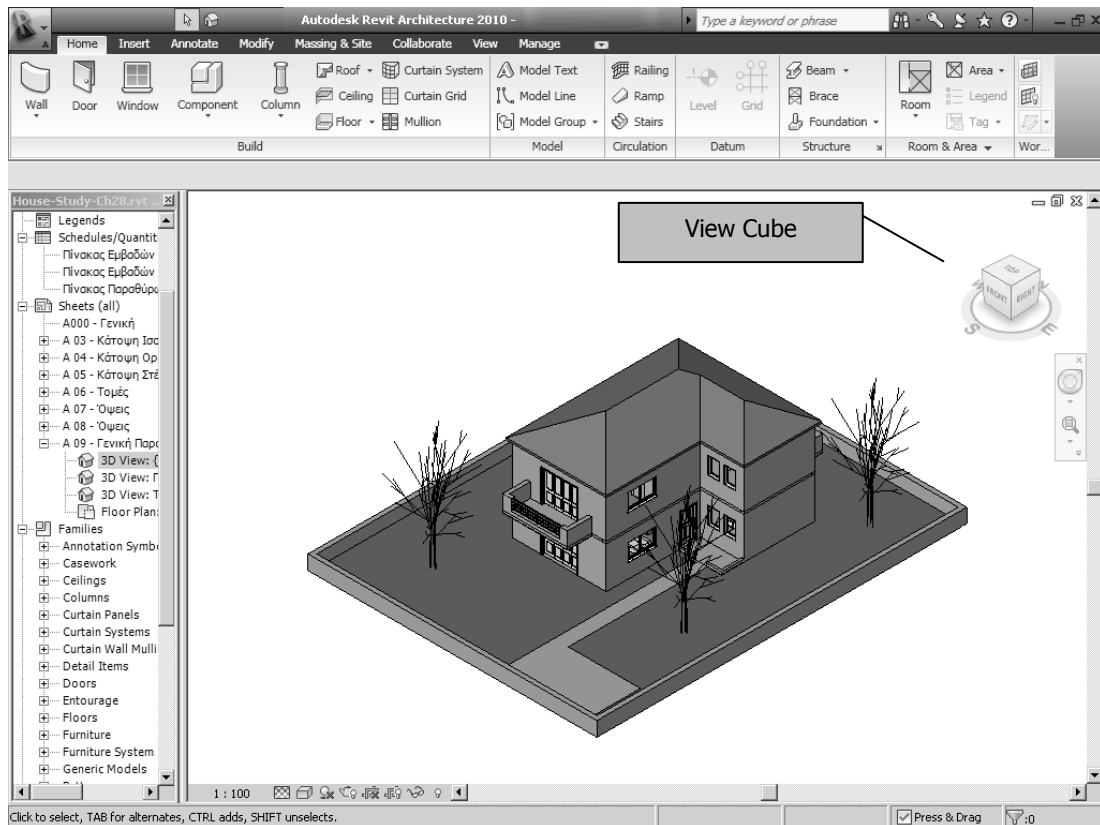 Autodesk Revit Architecture 2010 -
Type a keyword or phrase
Home Insert Annotate Modify Massing & Site Collaborate View Manage
Wall Door Window Component Column
Roof Curtain System
Ceiling Curtain Grid
Floor Mullion
Model Text
Model Line
Model Group
Railing
Ramp
Stairs
Level Grid
Beam
Brace
Foundation
Room
Area
Legend
Tag
Build Model Circulation Datum Structure Room & Area Wor...
House-Study-Ch28.rvt ...
Legends
Schedules/Quantit
Πίνακας Εμβαδών
Πίνακας Εμβαδών
Πίνακας Παραθύρω
Sheets (all)
A000 - Γενική
A 03 - Κάτοψη Ισο
A 04 - Κάτοψη Ορ
A 05 - Κάτοψη Στέ
A 06 - Τομές
A 07 - Όψεις
A 08 - Όψεις
A 09 - Γενική Παρο
3D View: {
3D View: Γ
3D View: Τ
Floor Plan:
Families
Annotation Symbo
Casework
Ceilings
Columns
Curtain Panels
Curtain Systems
Curtain Wall Mulli
Detail Items
Doors
Entourage
Floors
Furniture
Furniture System
Generic Models
View Cube
TOP
FRONT RIGHT
S E
1 : 100
Click to select, TAB for alternates, CTRL adds, SHIFT unselects.
Press & Drag
:0